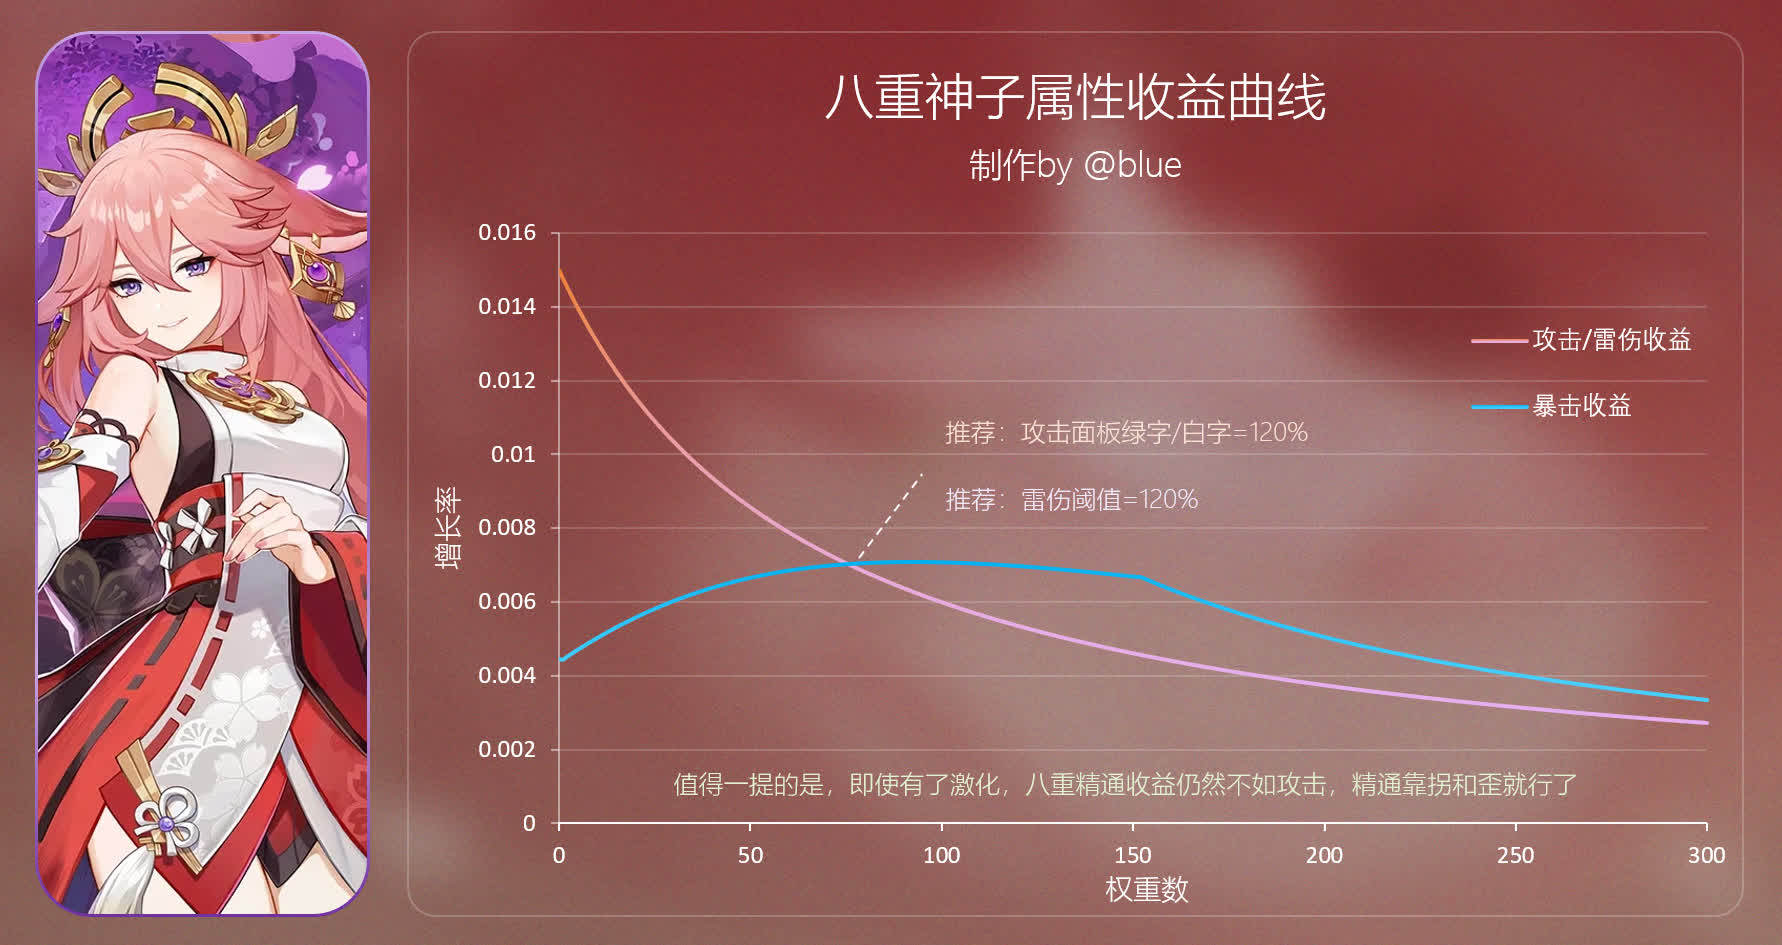 八重神子属性收益曲线
制作by @blue
0.016
0.014
0.012
0.01
0.008
0.006
0.004
0.002
0
增长率
攻击/雷伤收益
暴击收益
推荐：攻击面板绿字/白字=120%
推荐：雷伤阈值=120%
值得一提的是，即使有了激化，八重精通收益仍然不如攻击，精通靠拐和歪就行了
0 50 100 150 200 250 300
权重数